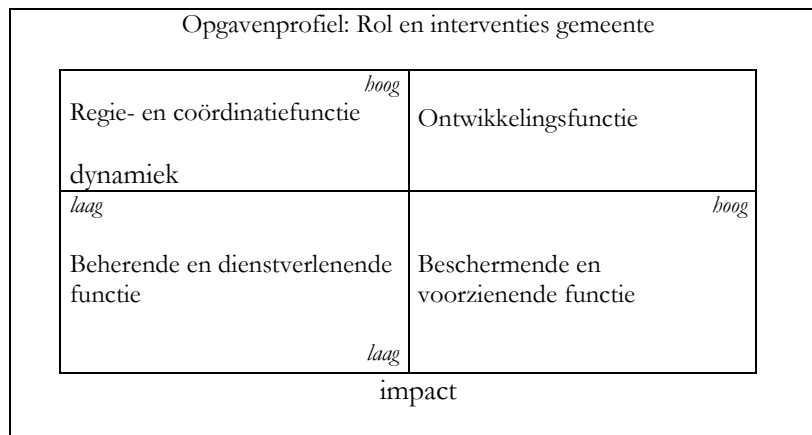 Opgavenprofiel: Rol en interventies gemeente
hoog
Regie- en coördinatiefunctie
dynamiek
Ontwikkelingsfunctie
laag
hoog
Beherende en dienstverlenende
functie
laag
Beschermende en
voorzienende functie
impact